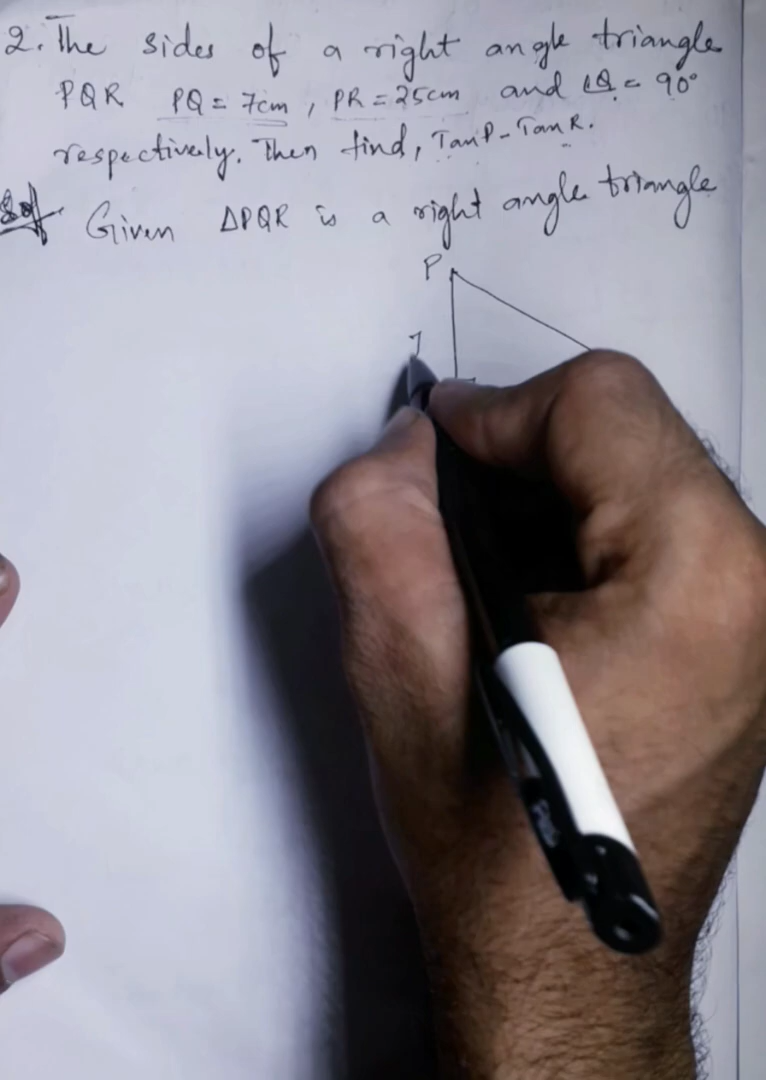 2. The sides of a right angle triangle
PQR PQ = 7cm, PR = 25cm and ∠Q = 90°
respectively. Then find, TanP - TanR.
Sol Given ΔPQR is a right angle triangle
P
7